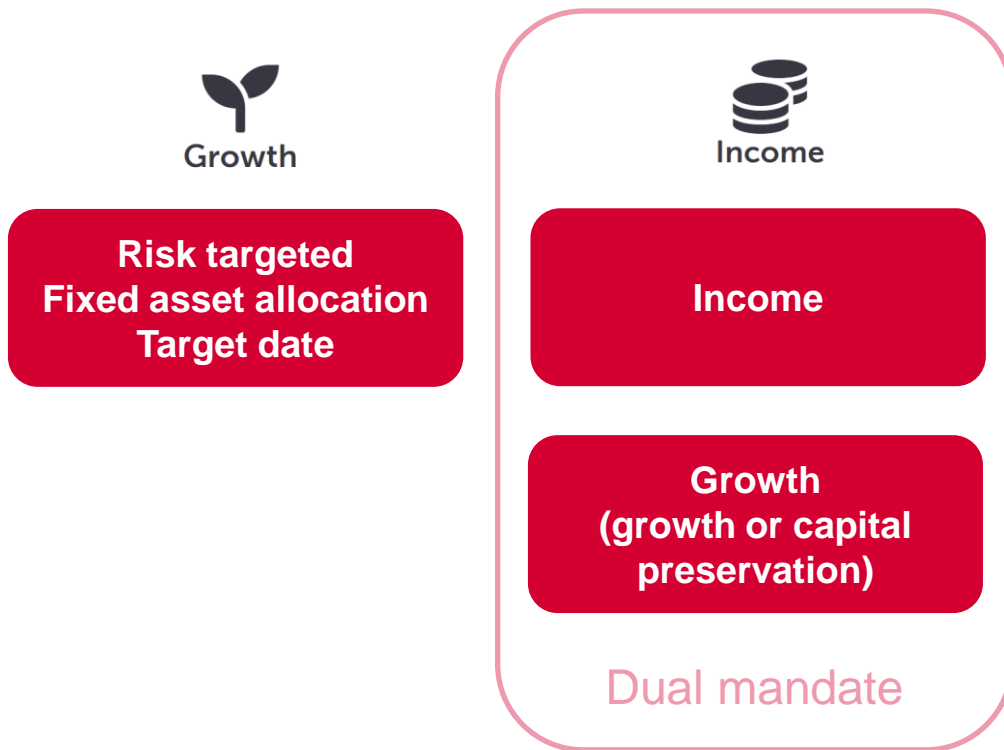 Growth
Risk targeted
Fixed asset allocation
Target date
Income
Income
Growth
(growth or capital
preservation)
Dual mandate